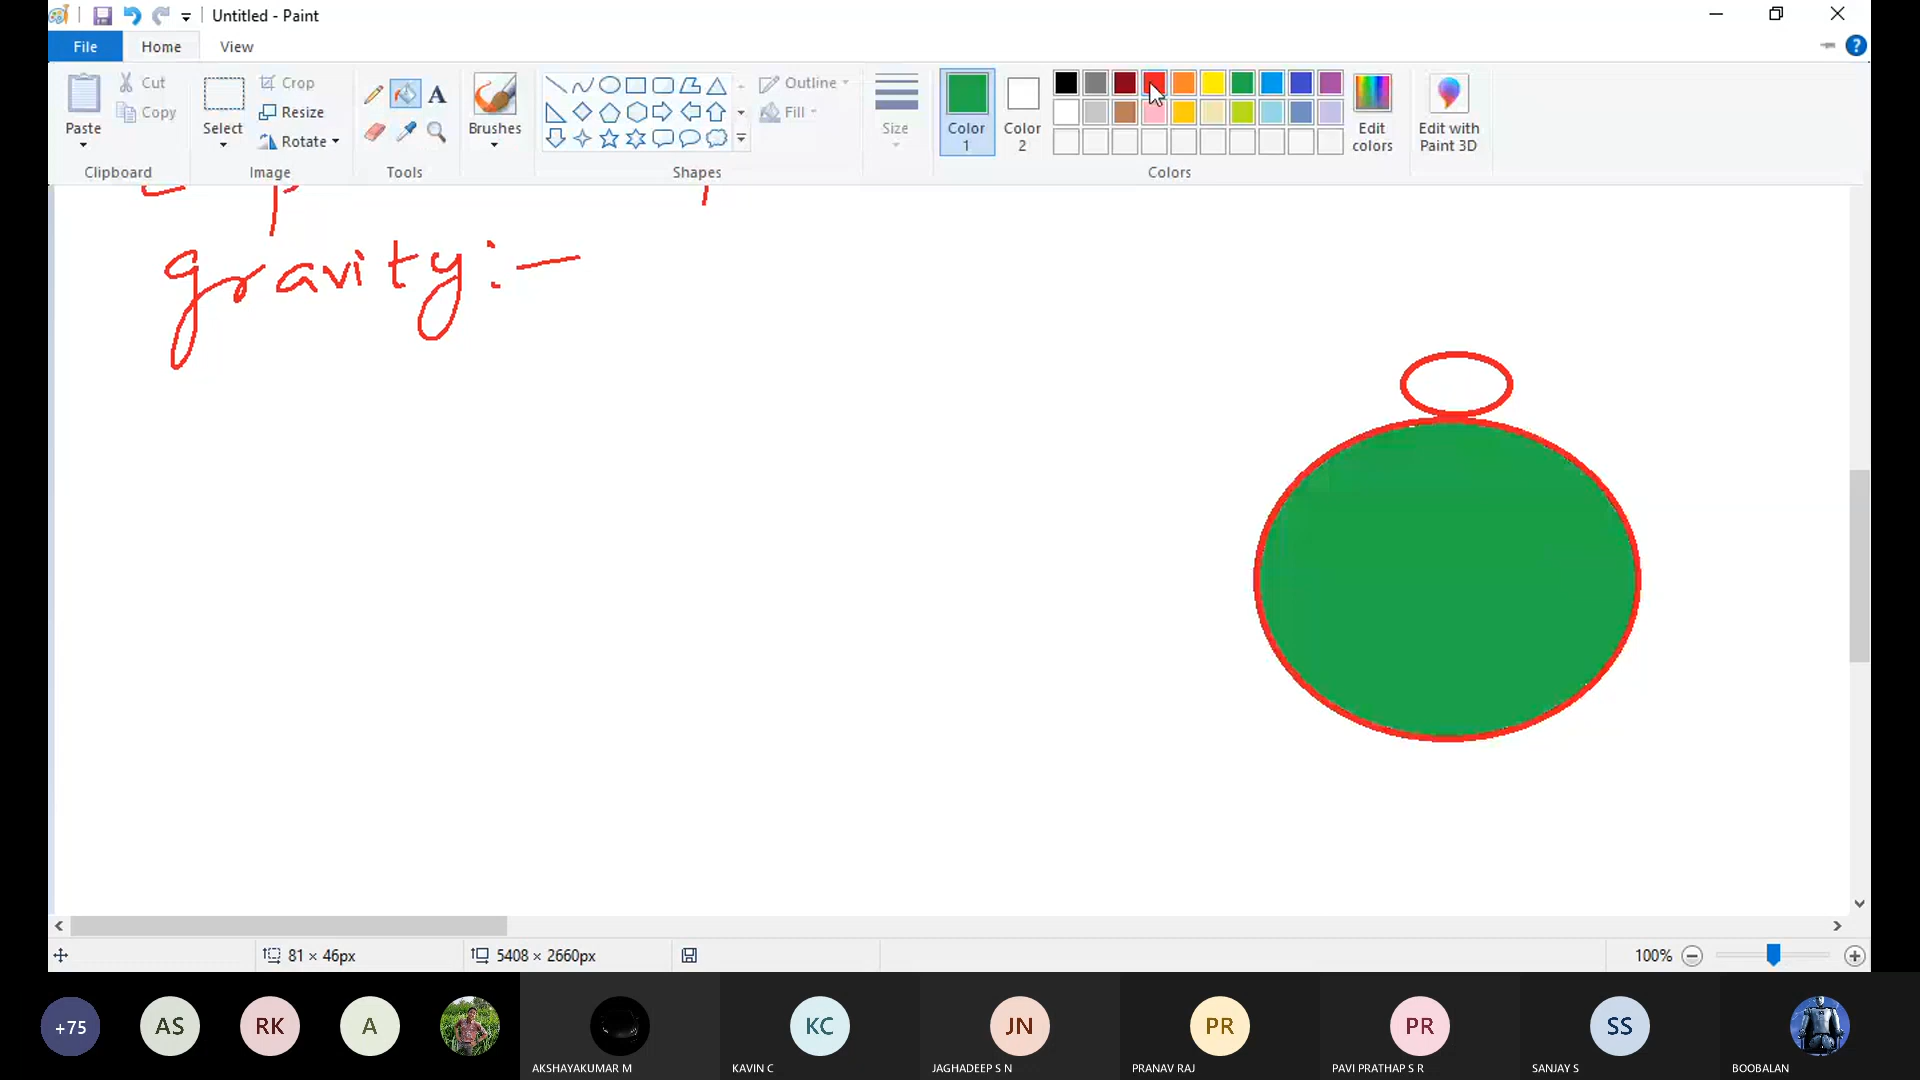 Untitled - Paint
File Home View
Paste
Cut
Copy
Clipboard
Select
Crop
Resize
Rotate
Image
A
Tools
Brushes
Outline
Fill
Shapes
Size
Color 1
Color 2
Edit colors
Colors
Edit with Paint 3D
gravity:-
81 × 46px
5408 × 2660px
100%
+75
AS
RK
A
AKSHAYAKUMAR M
KC
KAVIN C
JN
JAGHADEEP S N
PR
PRANAV RAJ
PR
PAVI PRATHAP S R
SS
SANJAY S
BOOBALAN